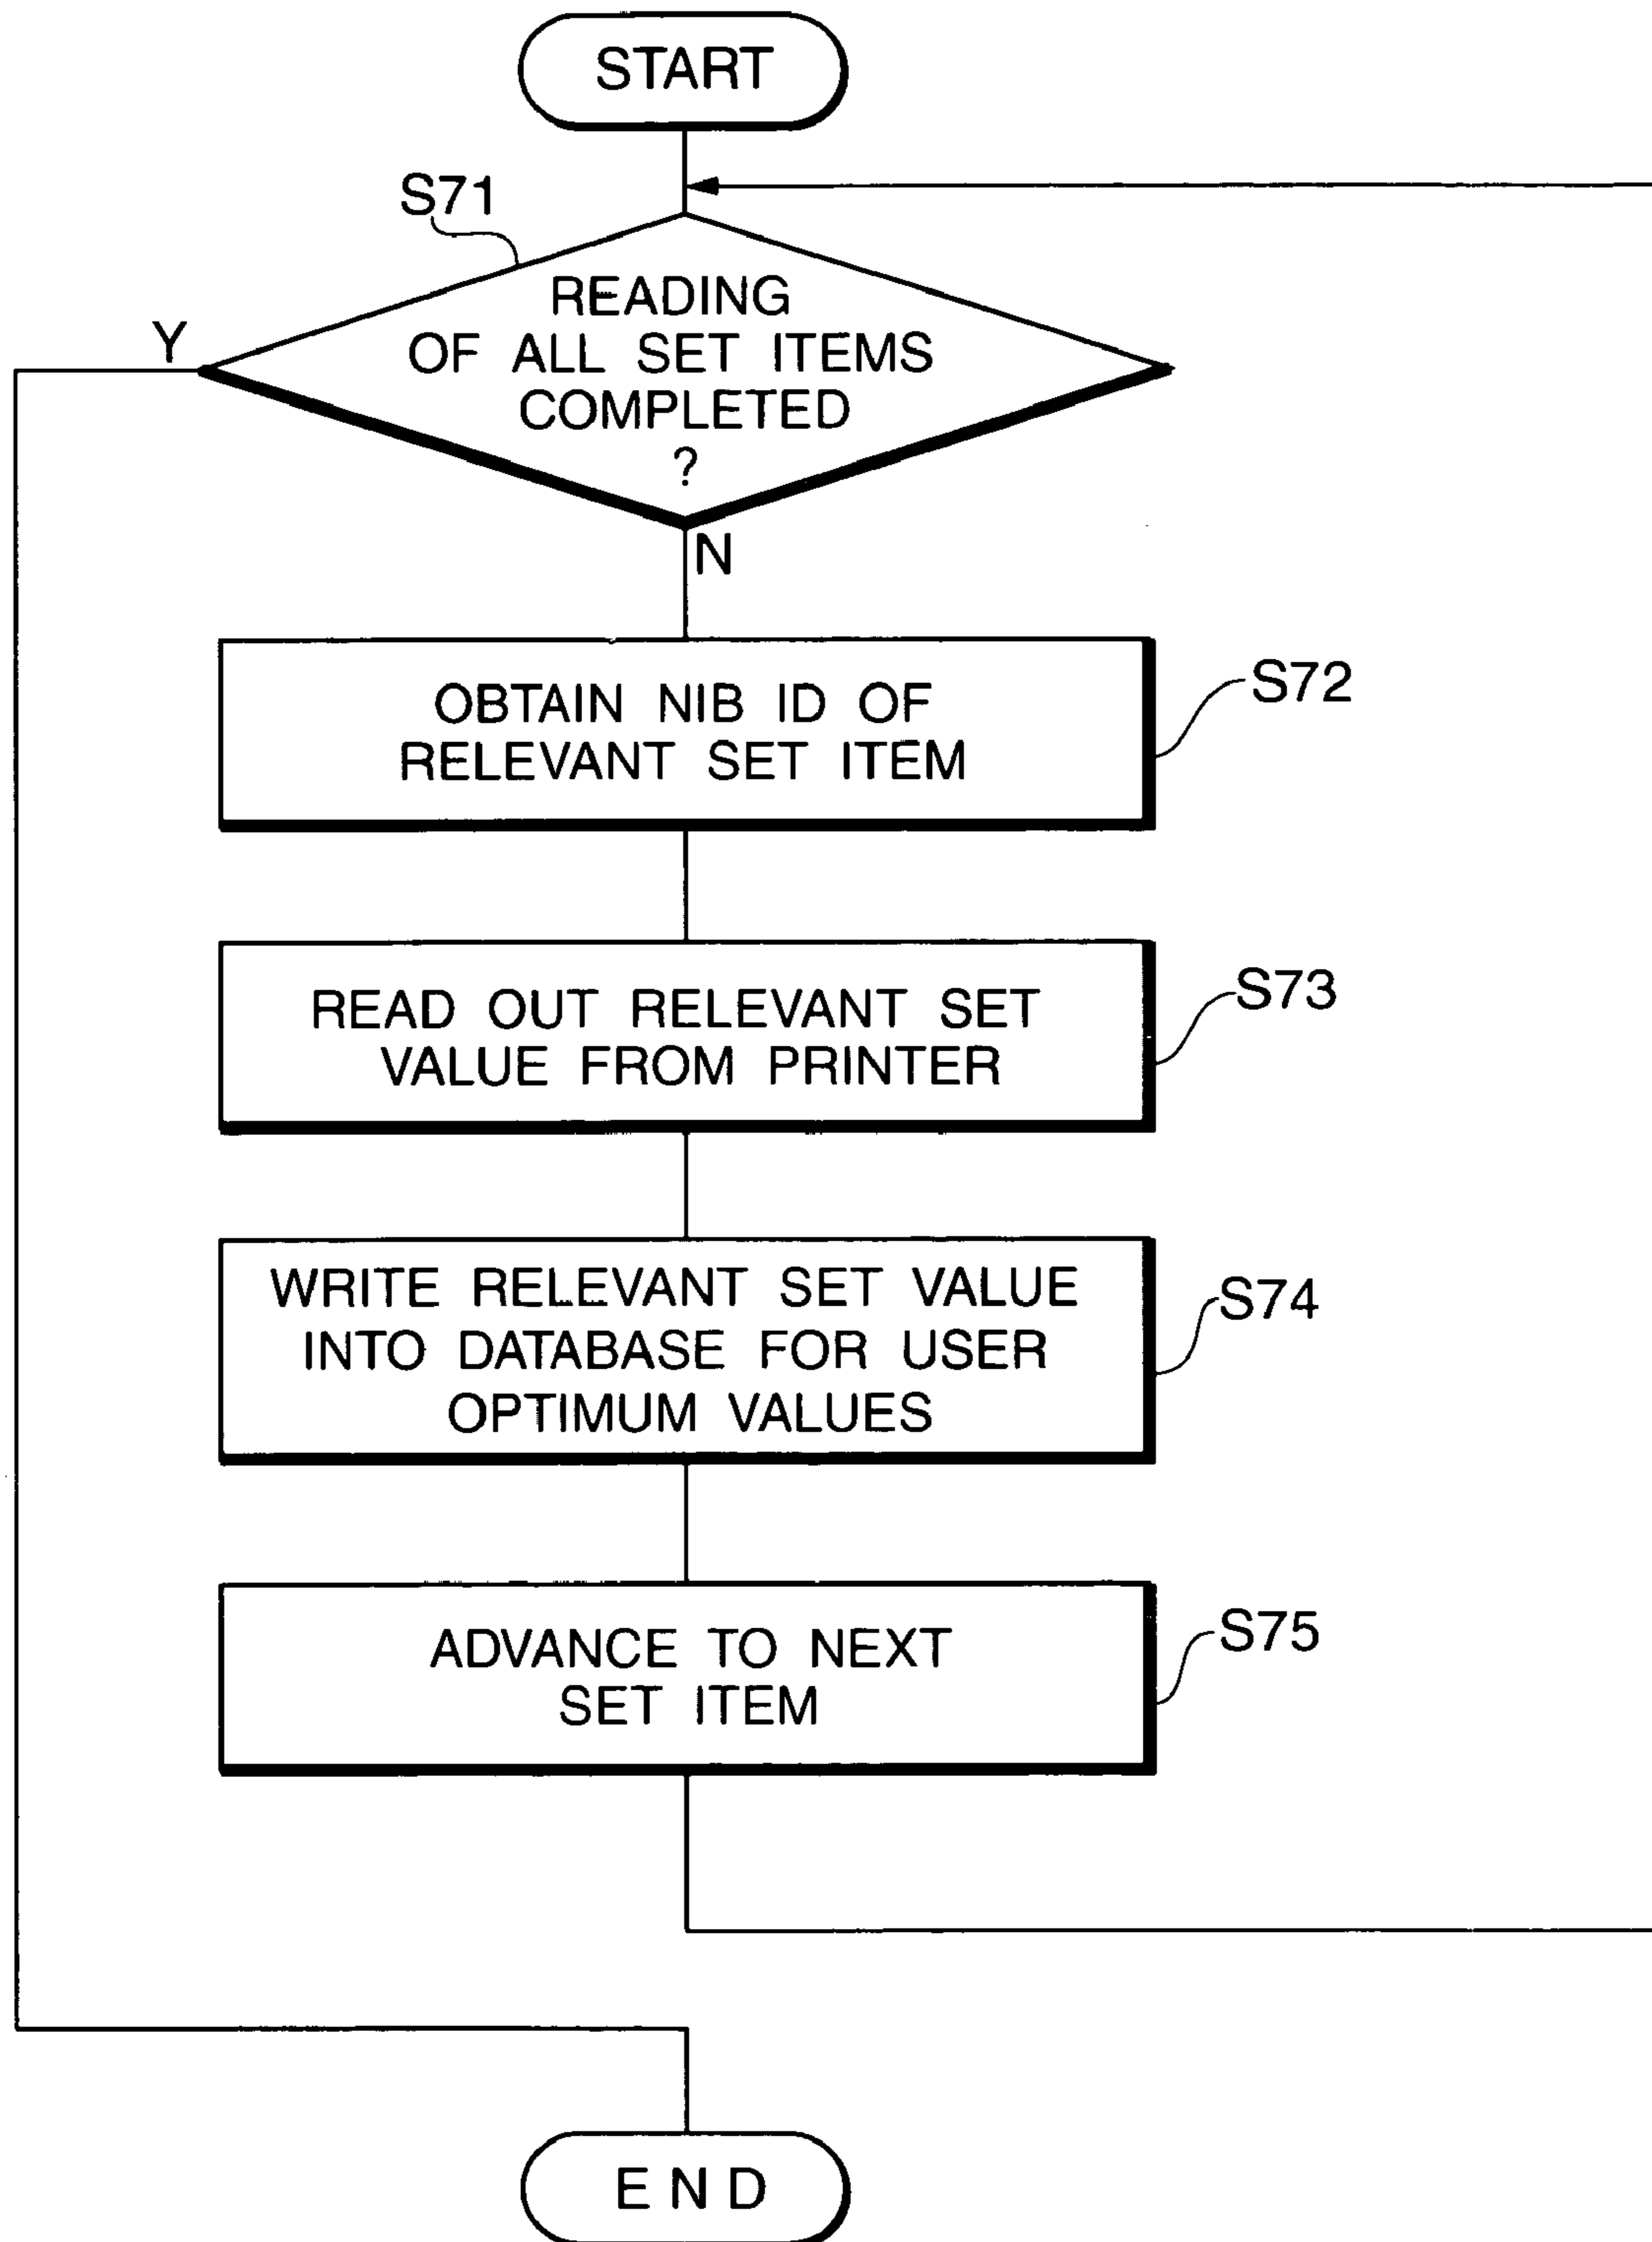 START
S71
READING
OF ALL SET ITEMS
COMPLETED
?
Y
N
OBTAIN NIB ID OF
RELEVANT SET ITEM
S72
READ OUT RELEVANT SET
VALUE FROM PRINTER
S73
WRITE RELEVANT SET VALUE
INTO DATABASE FOR USER
OPTIMUM VALUES
S74
ADVANCE TO NEXT
SET ITEM
S75
END